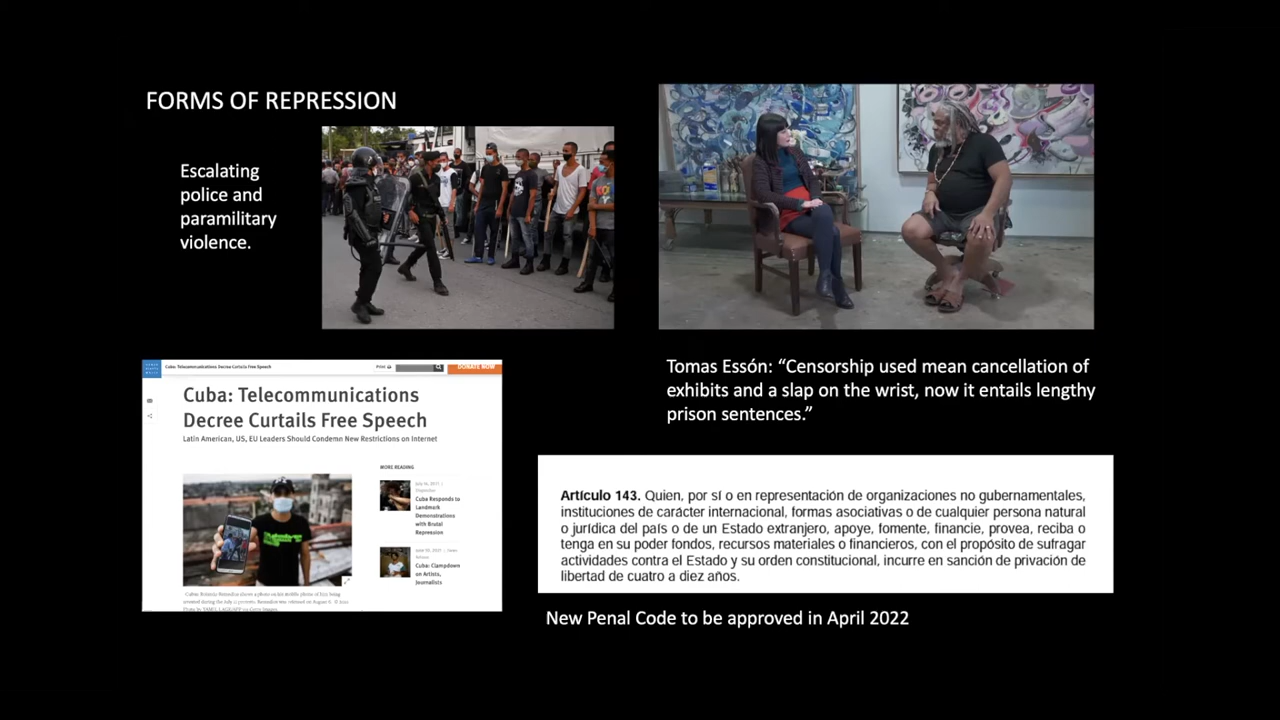 FORMS OF REPRESSION
Escalating
police and
paramilitary
violence.
Tomas Essón: “Censorship used mean cancellation of
exhibits and a slap on the wrist, now it entails lengthy
prison sentences.”
Cuba: Telecommunications Decree Curtails Free Speech
Print
DONATE NOW
Cuba: Telecommunications
Decree Curtails Free Speech
Latin American, US, EU Leaders Should Condemn New Restrictions on Internet
MORE READING
Cuba Responds to
Landmark
Demonstrations
with Brutal
Repression
Cuba: Clampdown
on Artists,
Journalists
Artículo 143. Quien, por sí o en representación de organizaciones no gubernamentales,
instituciones de carácter internacional, formas asociativas o de cualquier persona natural
o jurídica del país o de un Estado extranjero, apoye, fomente, financie, provea, reciba o
tenga en su poder fondos, recursos materiales o financieros, con el propósito de sufragar
actividades contra el Estado y su orden constitucional, incurre en sanción de privación de
libertad de cuatro a diez años.
New Penal Code to be approved in April 2022